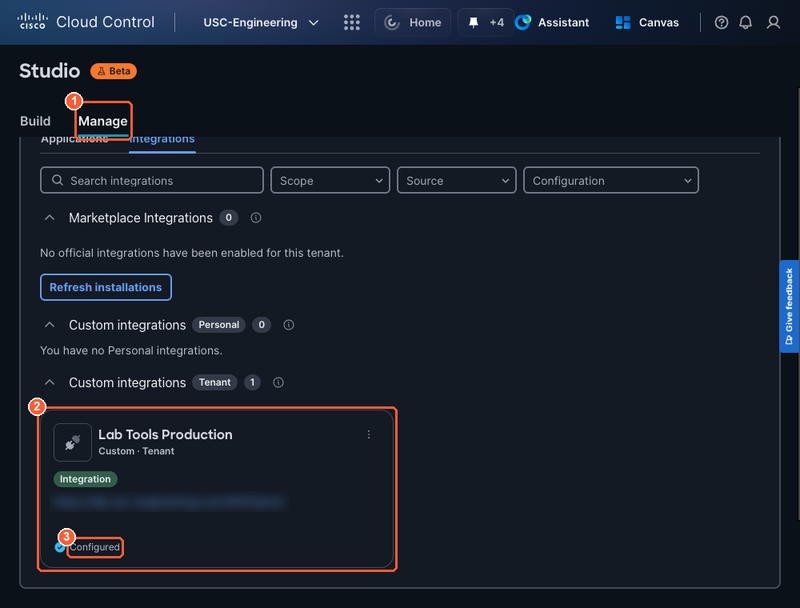 cisco Cloud Control USC-Engineering Home +4 Assistant Canvas
Studio Beta
1
Build Manage
Applications Integrations
Search integrations Scope Source Configuration
Marketplace Integrations 0
No official integrations have been enabled for this tenant.
Refresh installations
Give feedback
Custom integrations Personal 0
You have no Personal integrations.
Custom integrations Tenant 1
2
Lab Tools Production
Custom · Tenant
Integration
3
Configured